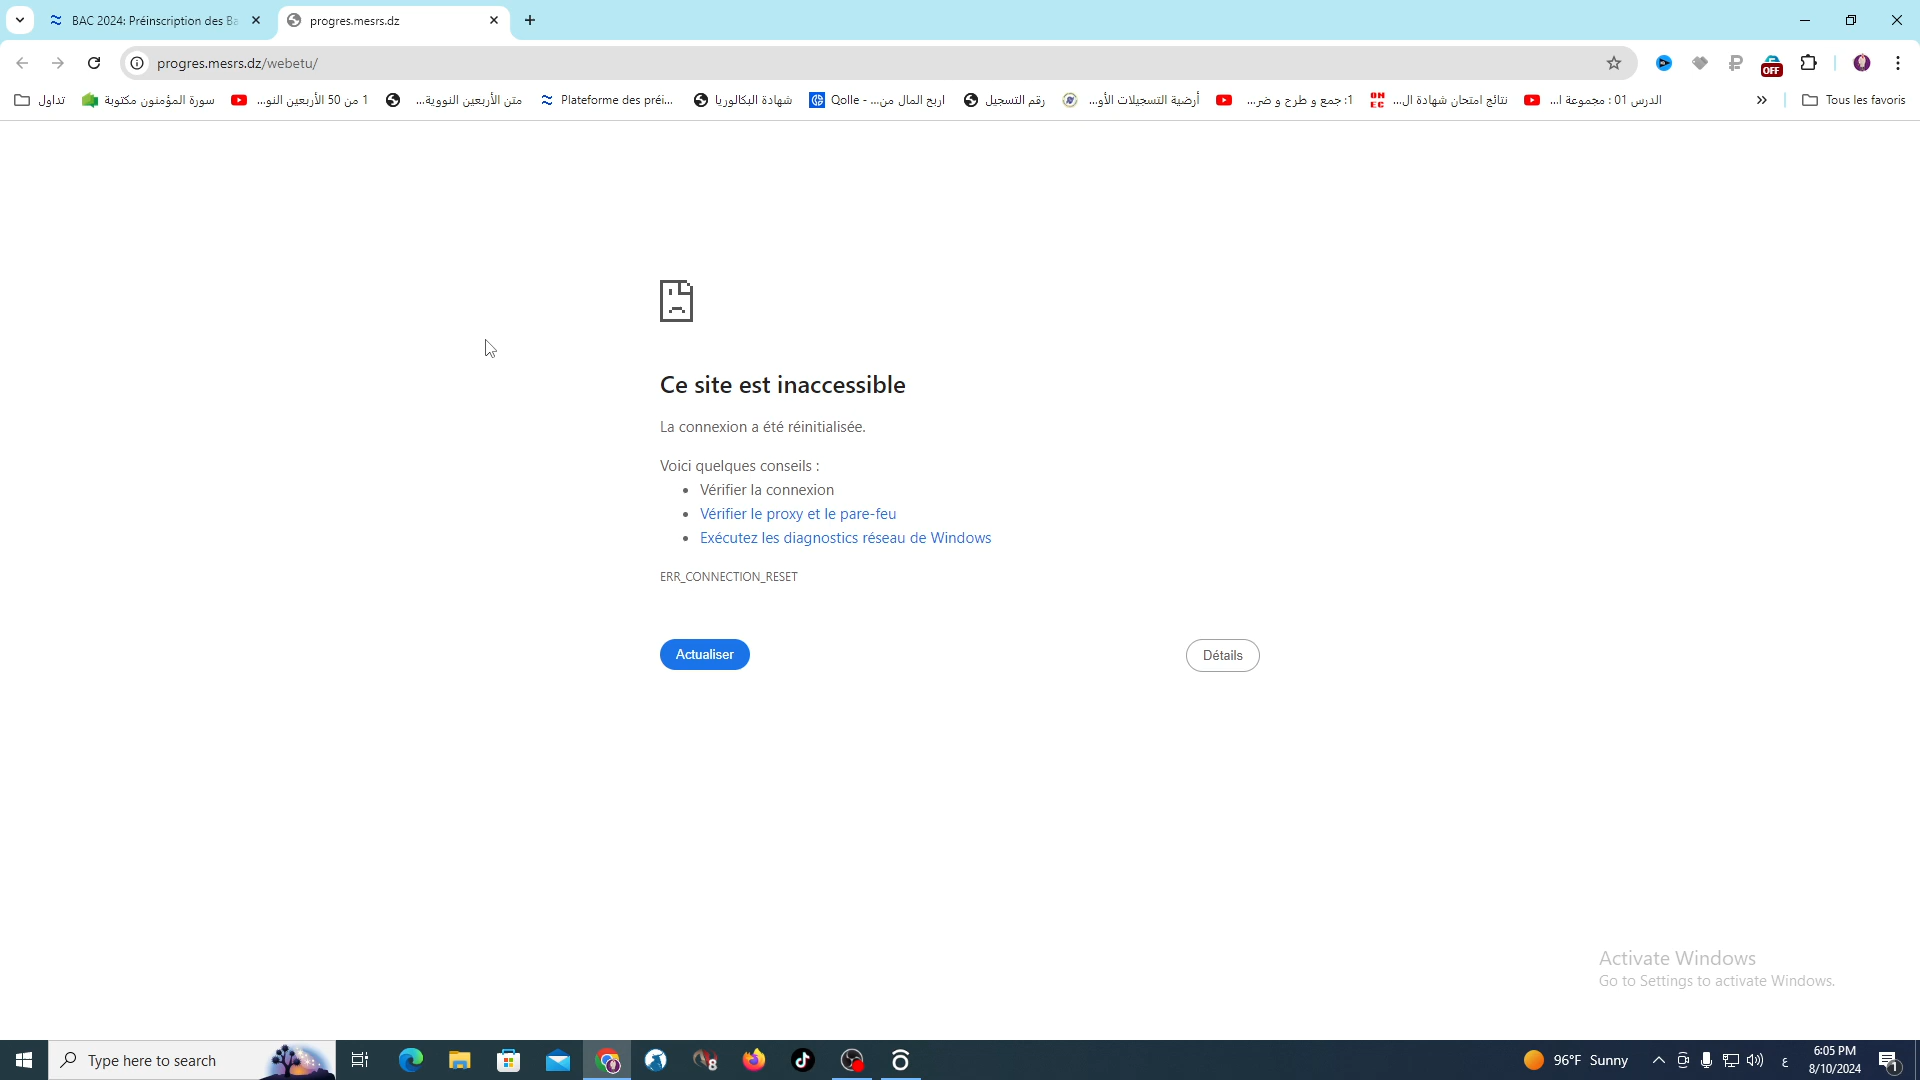 BAC 2024: Préinscription des Ba
progres.mesrs.dz
progres.mesrs.dz/webetu/
OFF
تداول
سورة المؤمنون مكتوبة
1 من 50 الأربعين النو...
متن الأربعين النووية...
Plateforme des préi...
شهادة البكالوريا
Qolle - ...اربح المال من
رقم التسجيل
أرضية التسجيلات الأو...
1: جمع و طرح و ضر...
ON EC
نتائج امتحان شهادة ال...
الدرس 01 : مجموعة ا...
Tous les favoris
Ce site est inaccessible
La connexion a été réinitialisée.
Voici quelques conseils :
• Vérifier la connexion
• Vérifier le proxy et le pare-feu
• Exécutez les diagnostics réseau de Windows
ERR_CONNECTION_RESET
Actualiser
Détails
Activate Windows
Go to Settings to activate Windows.
Type here to search
8
96°F Sunny
ع
6:05 PM
8/10/2024
1